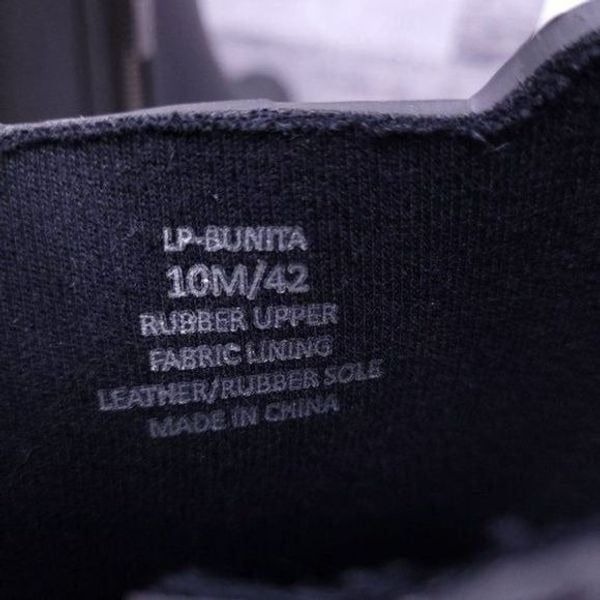 LP-BUNITA
10M/42
RUBBER UPPER
FABRIC LINING
LEATHER/RUBBER SOLE
MADE IN CHINA